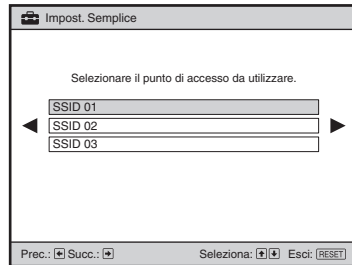 Impost. Semplice
Selezionare il punto di accesso da utilizzare.
SSID 01
SSID 02
SSID 03
Prec.: Succ.: Seleziona: Esci: RESET